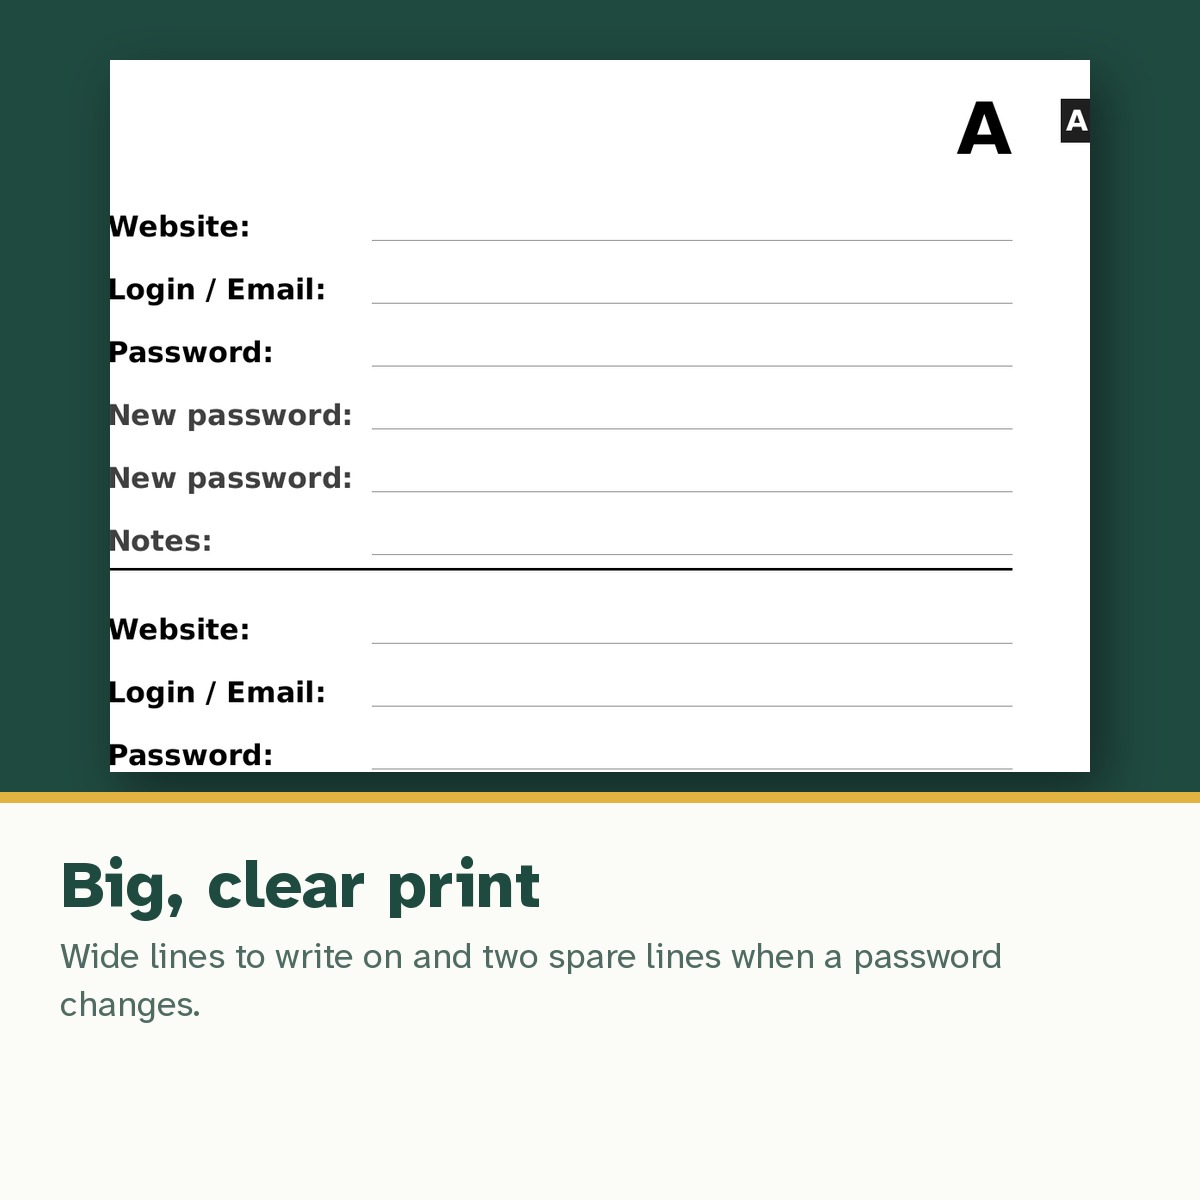 A
A
Website:
Login / Email:
Password:
New password:
New password:
Notes:
Website:
Login / Email:
Password:
Big, clear print
Wide lines to write on and two spare lines when a password
changes.